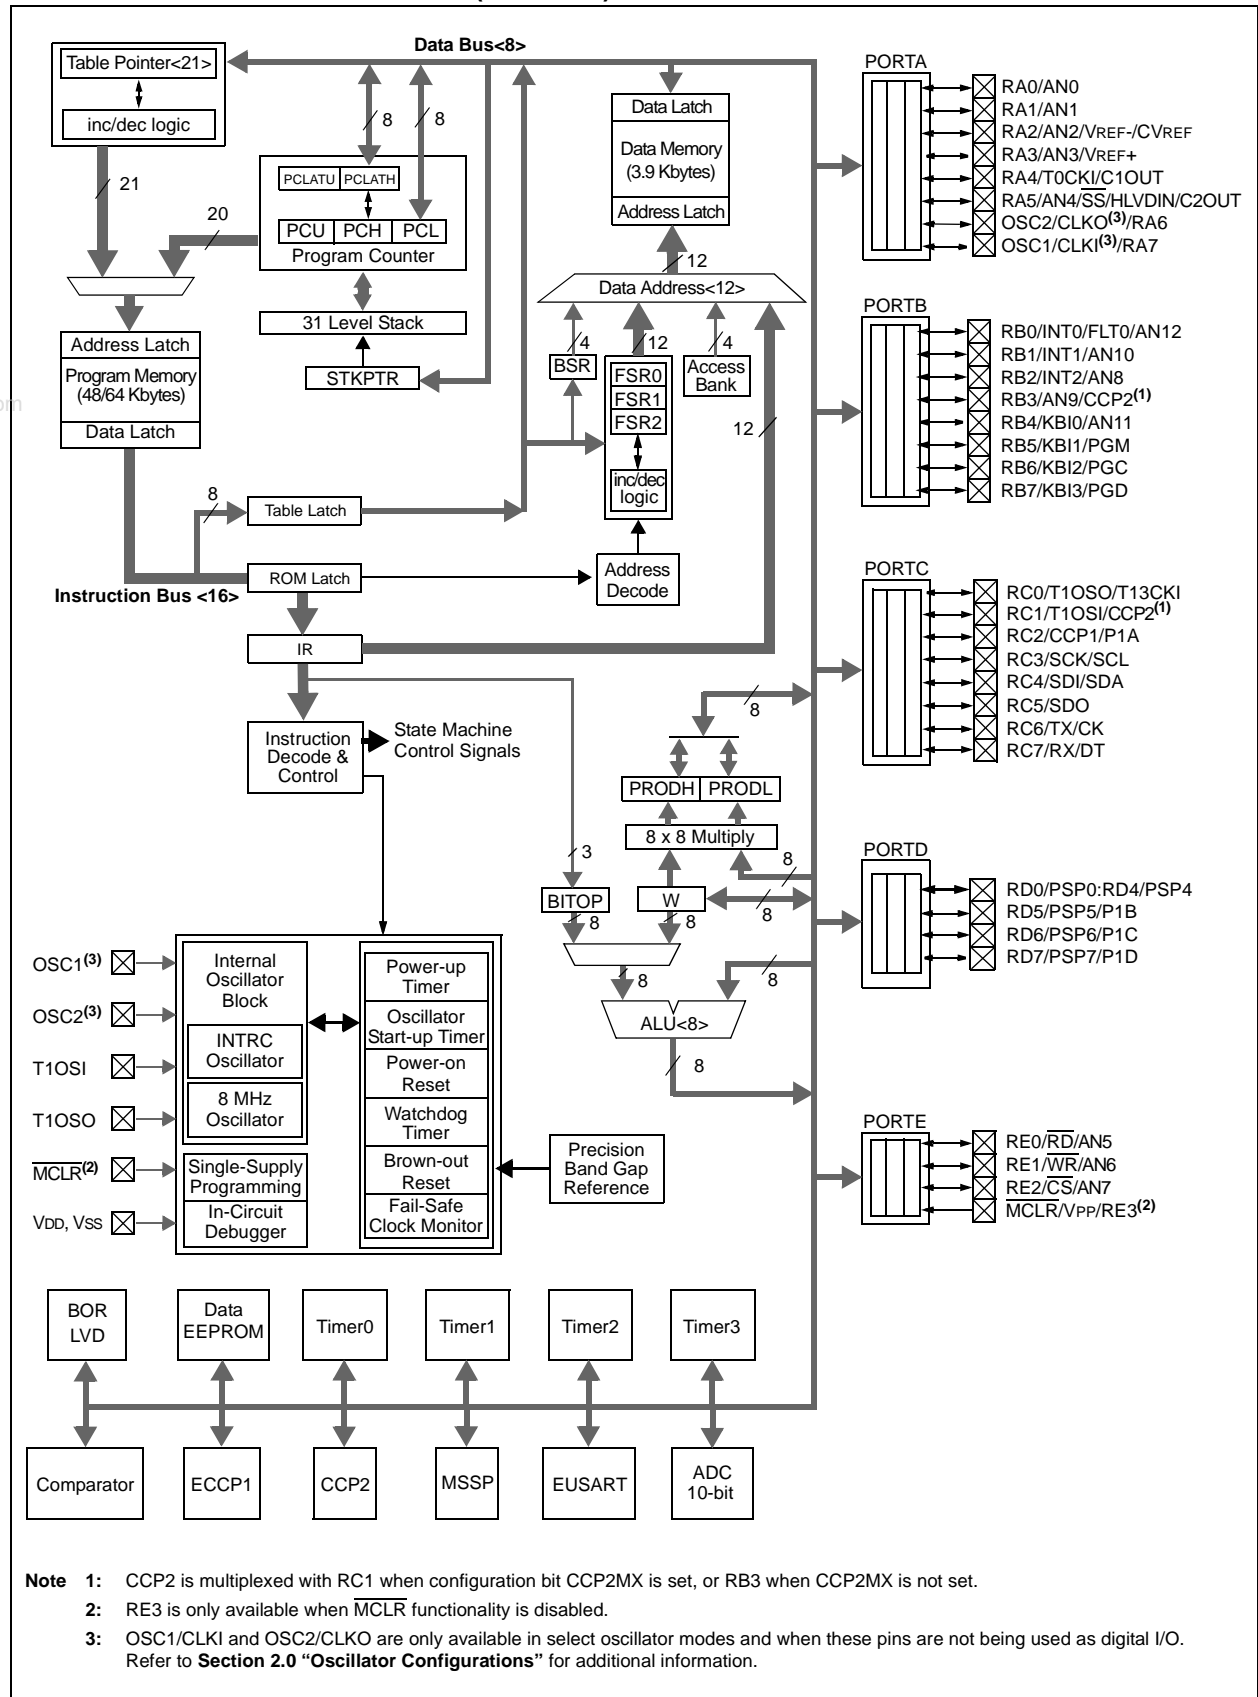 Data Bus<8>
Table Pointer<21>
inc/dec logic
21
20
8
8
PCLATU PCLATH
PCU PCH PCL
Program Counter
31 Level Stack
STKPTR
Address Latch
Program Memory
(48/64 Kbytes)
Data Latch
8
Table Latch
ROM Latch
Instruction Bus <16>
IR
Data Latch
Data Memory
(3.9 Kbytes)
Address Latch
12
Data Address<12>
4
12
4
BSR
FSR0
FSR1
FSR2
Access
Bank
inc/dec
logic
12
Address
Decode
Instruction
Decode &
Control
State Machine
Control Signals
8
PRODH PRODL
8 x 8 Multiply
3
8
BITOP
W
8
8
8
8
8
ALU<8>
8
OSC1(3)
OSC2(3)
T1OSI
T1OSO
MCLR(2)
VDD, VSS
Internal
Oscillator
Block
INTRC
Oscillator
8 MHz
Oscillator
Single-Supply
Programming
In-Circuit
Debugger
Power-up
Timer
Oscillator
Start-up Timer
Power-on
Reset
Watchdog
Timer
Brown-out
Reset
Fail-Safe
Clock Monitor
Precision
Band Gap
Reference
PORTA
RA0/AN0
RA1/AN1
RA2/AN2/VREF-/CVREF
RA3/AN3/VREF+
RA4/T0CKI/C1OUT
RA5/AN4/SS/HLVDIN/C2OUT
OSC2/CLKO(3)/RA6
OSC1/CLKI(3)/RA7
PORTB
RB0/INT0/FLT0/AN12
RB1/INT1/AN10
RB2/INT2/AN8
RB3/AN9/CCP2(1)
RB4/KBI0/AN11
RB5/KBI1/PGM
RB6/KBI2/PGC
RB7/KBI3/PGD
PORTC
RC0/T1OSO/T13CKI
RC1/T1OSI/CCP2(1)
RC2/CCP1/P1A
RC3/SCK/SCL
RC4/SDI/SDA
RC5/SDO
RC6/TX/CK
RC7/RX/DT
PORTD
RD0/PSP0:RD4/PSP4
RD5/PSP5/P1B
RD6/PSP6/P1C
RD7/PSP7/P1D
PORTE
RE0/RD/AN5
RE1/WR/AN6
RE2/CS/AN7
MCLR/VPP/RE3(2)
BOR
LVD
Data
EEPROM
Timer0
Timer1
Timer2
Timer3
Comparator
ECCP1
CCP2
MSSP
EUSART
ADC
10-bit
Note 1: CCP2 is multiplexed with RC1 when configuration bit CCP2MX is set, or RB3 when CCP2MX is not set.
2: RE3 is only available when MCLR functionality is disabled.
3: OSC1/CLKI and OSC2/CLKO are only available in select oscillator modes and when these pins are not being used as digital I/O.
Refer to Section 2.0 “Oscillator Configurations” for additional information.